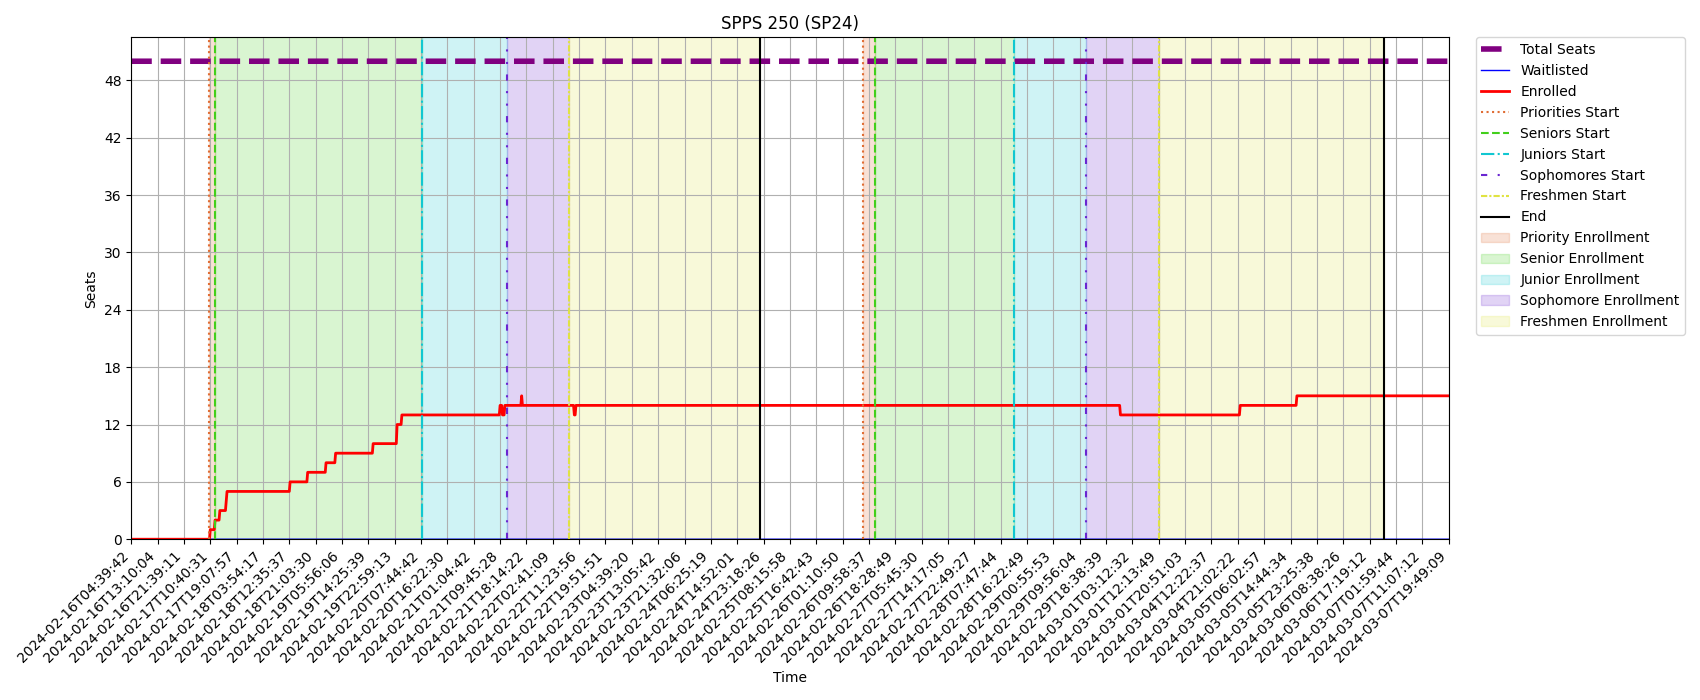 SPPS 250 (SP24)
Seats
48
42
36
30
24
18
12
6
0
2024-02-16T04:39:42
2024-02-16T13:10:04
2024-02-16T21:39:11
2024-02-17T10:40:31
2024-02-17T19:07:57
2024-02-18T03:54:17
2024-02-18T12:35:37
2024-02-18T21:03:30
2024-02-19T05:56:06
2024-02-19T14:25:39
2024-02-19T22:59:13
2024-02-20T07:44:42
2024-02-20T16:22:30
2024-02-21T01:04:42
2024-02-21T09:45:28
2024-02-21T18:14:22
2024-02-22T02:41:09
2024-02-22T11:23:56
2024-02-22T19:51:51
2024-02-23T04:39:20
2024-02-23T13:05:42
2024-02-23T21:32:06
2024-02-24T06:25:19
2024-02-24T14:52:01
2024-02-24T23:18:26
2024-02-25T08:15:58
2024-02-25T16:42:43
2024-02-26T01:10:50
2024-02-26T09:58:37
2024-02-26T18:28:49
2024-02-27T05:45:30
2024-02-27T14:17:05
2024-02-27T22:49:27
2024-02-28T07:47:44
2024-02-28T16:22:49
2024-02-29T00:55:53
2024-02-29T09:56:04
2024-02-29T18:38:39
2024-03-01T03:12:32
2024-03-01T12:13:49
2024-03-01T20:51:03
2024-03-04T12:22:37
2024-03-04T21:02:22
2024-03-05T06:02:57
2024-03-05T14:44:34
2024-03-05T23:25:38
2024-03-06T08:38:26
2024-03-06T17:19:12
2024-03-07T01:59:44
2024-03-07T11:07:12
2024-03-07T19:49:09
Time
Total Seats
Waitlisted
Enrolled
Priorities Start
Seniors Start
Juniors Start
Sophomores Start
Freshmen Start
End
Priority Enrollment
Senior Enrollment
Junior Enrollment
Sophomore Enrollment
Freshmen Enrollment